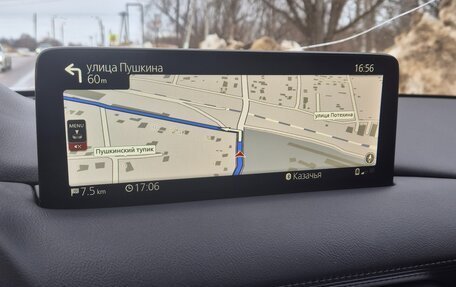 улица Пушкина
60m
16:56
улица Потехина
MENU
Пушкинский тупик
7.5 km
17:06
Казачья